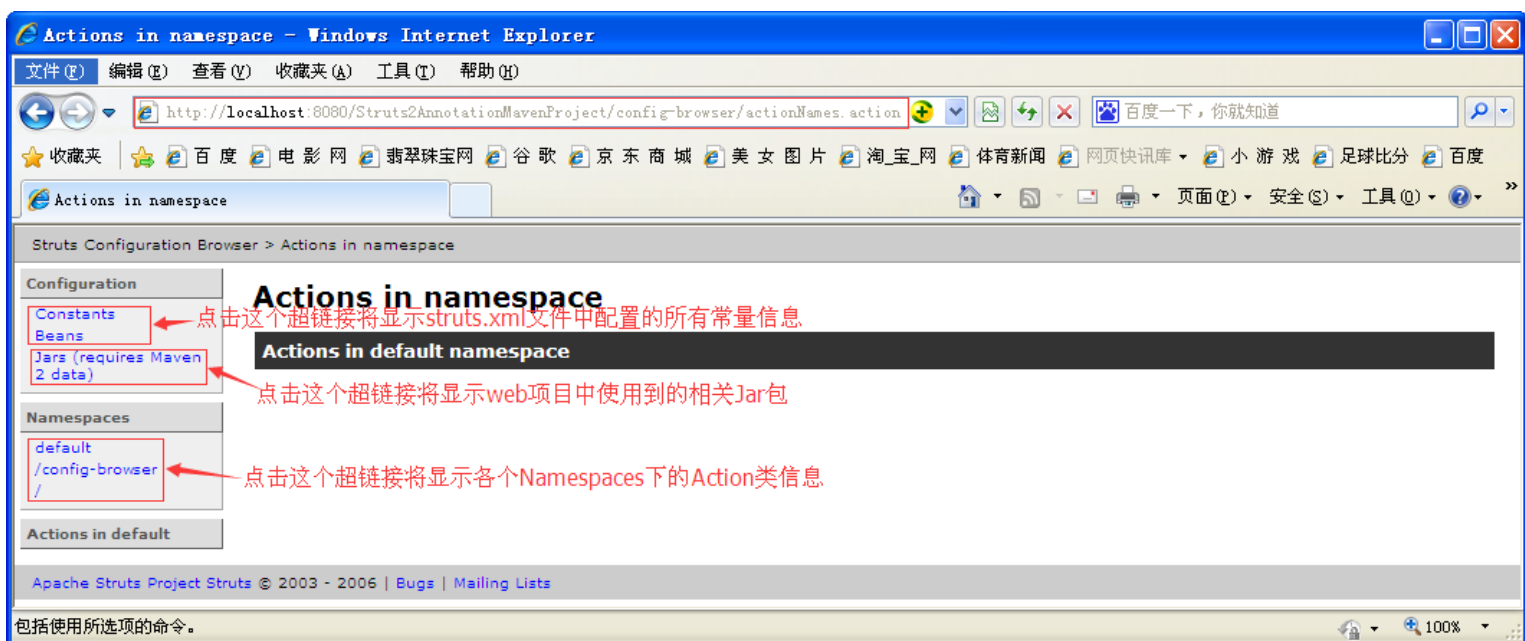 Actions in namespace - Windows Internet Explorer
文件(F) 编辑(E) 查看(V) 收藏夹(A) 工具(T) 帮助(H)
http://localhost:8080/Struts2AnnotationMavenProject/config-browser/actionNames.action 百度一下，你就知道
收藏夹 百 度 电 影 网 翡翠珠宝网 谷 歌 京 东 商 城 美 女 图 片 淘_宝_网 体育新闻 网页快讯库 小 游 戏 足球比分 百度
Actions in namespace 页面(P) 安全(S) 工具(O) »
Struts Configuration Browser > Actions in namespace
Configuration
Constants
Beans
Jars (requires Maven
2 data)
Namespaces
default
/config-browser
/
Actions in default
Actions in namespace
点击这个超链接将显示struts.xml文件中配置的所有常量信息
Actions in default namespace
点击这个超链接将显示web项目中使用到的相关Jar包
点击这个超链接将显示各个Namespaces下的Action类信息
Apache Struts Project Struts © 2003 - 2006 | Bugs | Mailing Lists
包括使用所选项的命令。 100%